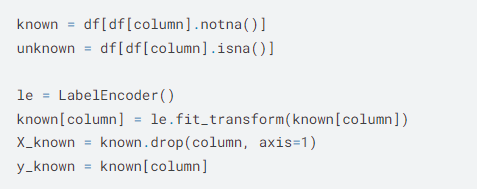 known = df[df[column].notna()]
unknown = df[df[column].isna()]
le = LabelEncoder()
known[column] = le.fit_transform(known[column])
X_known = known.drop(column, axis=1)
y_known = known[column]